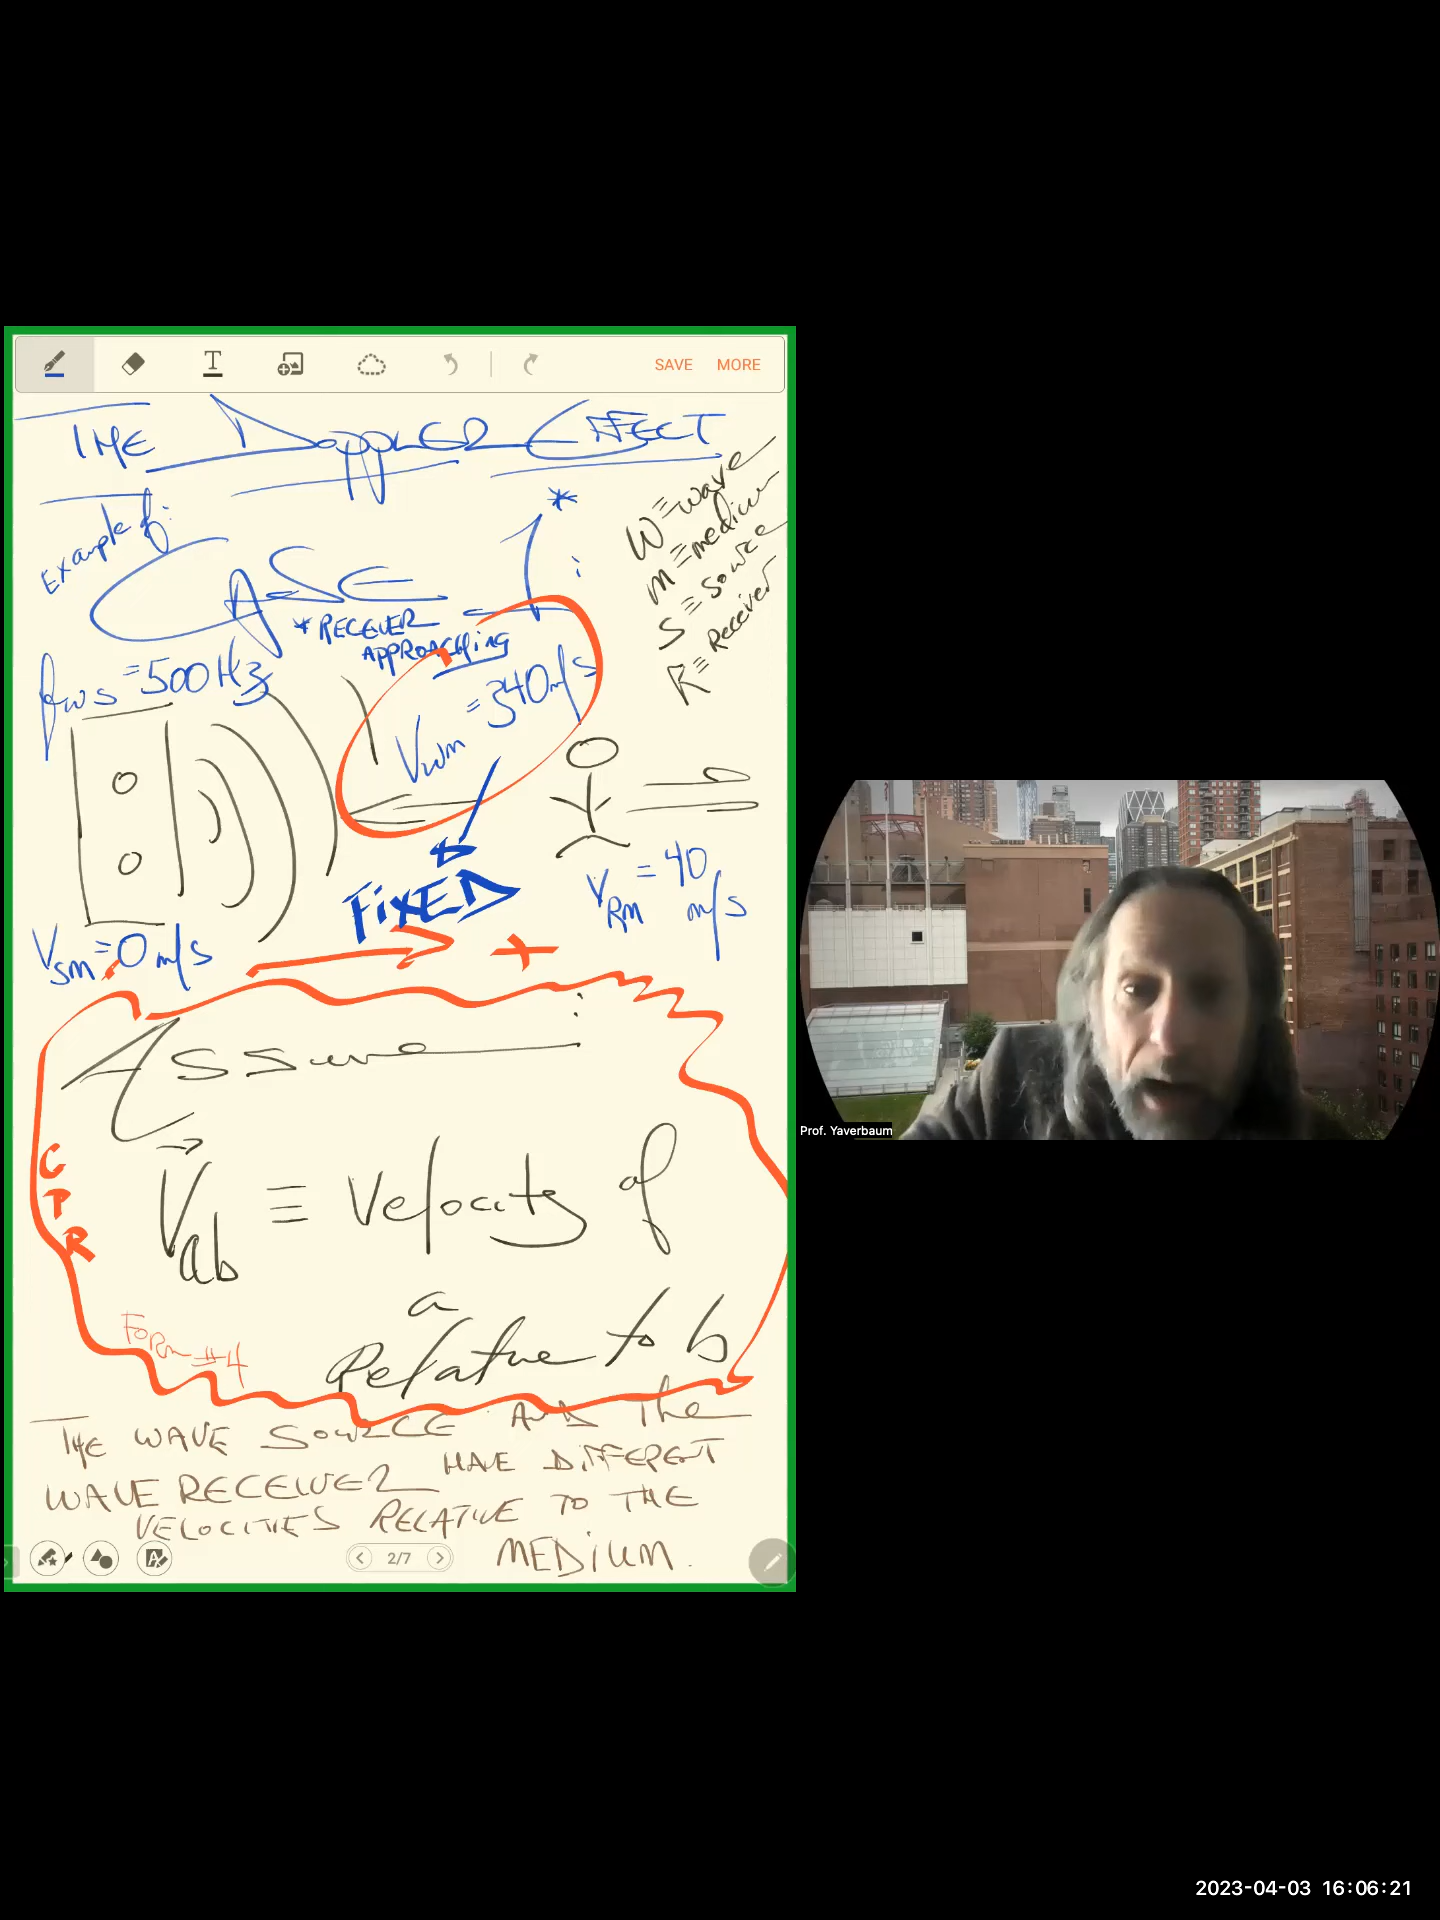 T
SAVE MORE
THE DOPPLER EFFECT
Example of:
CASE 1: *
* RECEIVER
APPROACHING
W ≡ wave
m ≡ medium
S ≡ source
R ≡ Receiver
fws = 500 Hz
Vwm = 340 m/s
FIXED
VRm = 40
m/s
Vsm = 0 m/s
+
Assume:
CTR
Vab ≡ Velocity of
a
Relative to b
Form #4
THE WAVE SOURCE AND The
WAVE RECEIVER HAVE DIFFERENT
VELOCITIES RELATIVE TO THE
MEDIUM.
2/7
Prof. Yaverbaum
2023-04-03 16:06:21